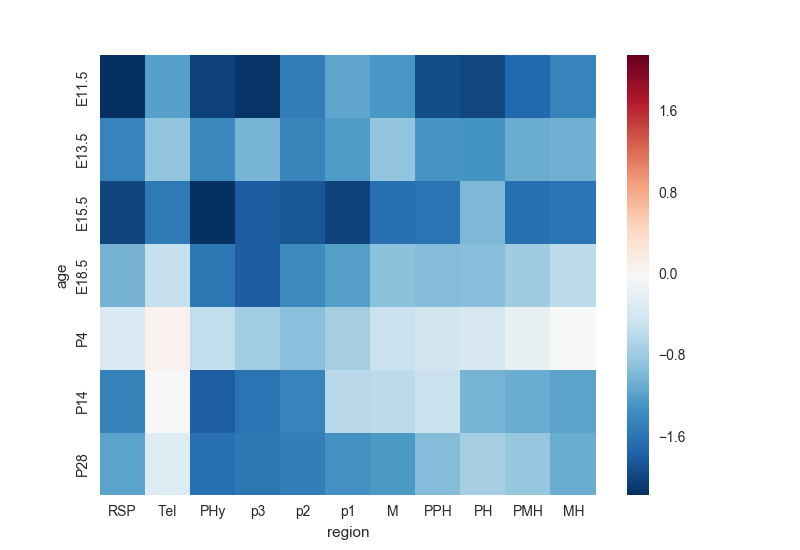 E11.5
E13.5
E15.5
E18.5
P4
P14
P28
age
RSP Tel PHy p3 p2 p1 M PPH PH PMH MH
region
1.6
0.8
0.0
−0.8
−1.6